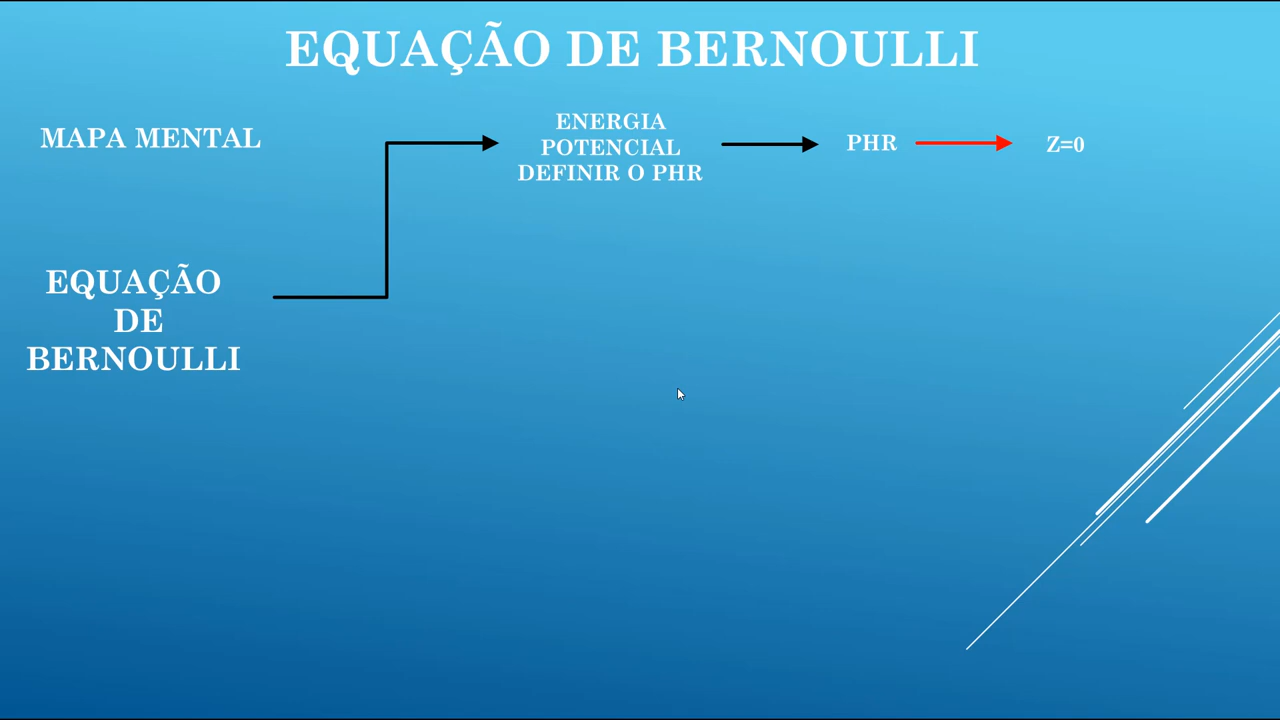 EQUAÇÃO DE BERNOULLI
MAPA MENTAL
ENERGIA
POTENCIAL
DEFINIR O PHR
PHR
Z=0
EQUAÇÃO
DE
BERNOULLI